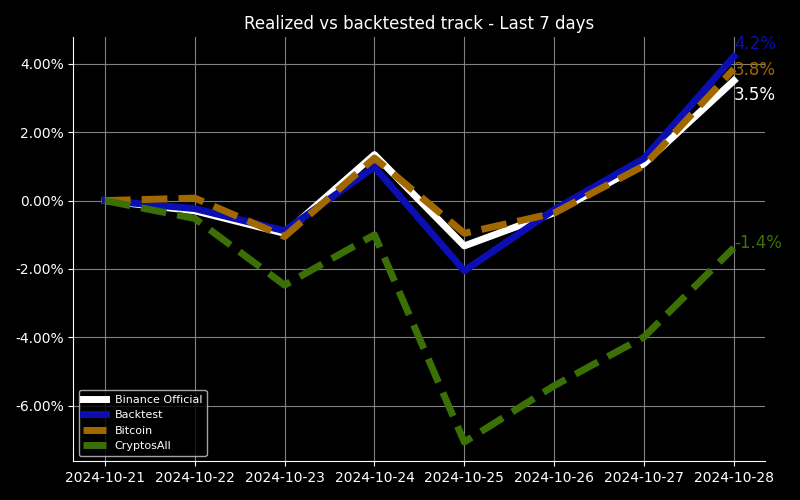 Realized vs backtested track - Last 7 days
4.2%
4.00%
3.8%
3.5%
2.00%
0.00%
-1.4%
-2.00%
-4.00%
-6.00%
Binance Official
Backtest
Bitcoin
CryptosAll
2024-10-21 2024-10-22 2024-10-23 2024-10-24 2024-10-25 2024-10-26 2024-10-27 2024-10-28